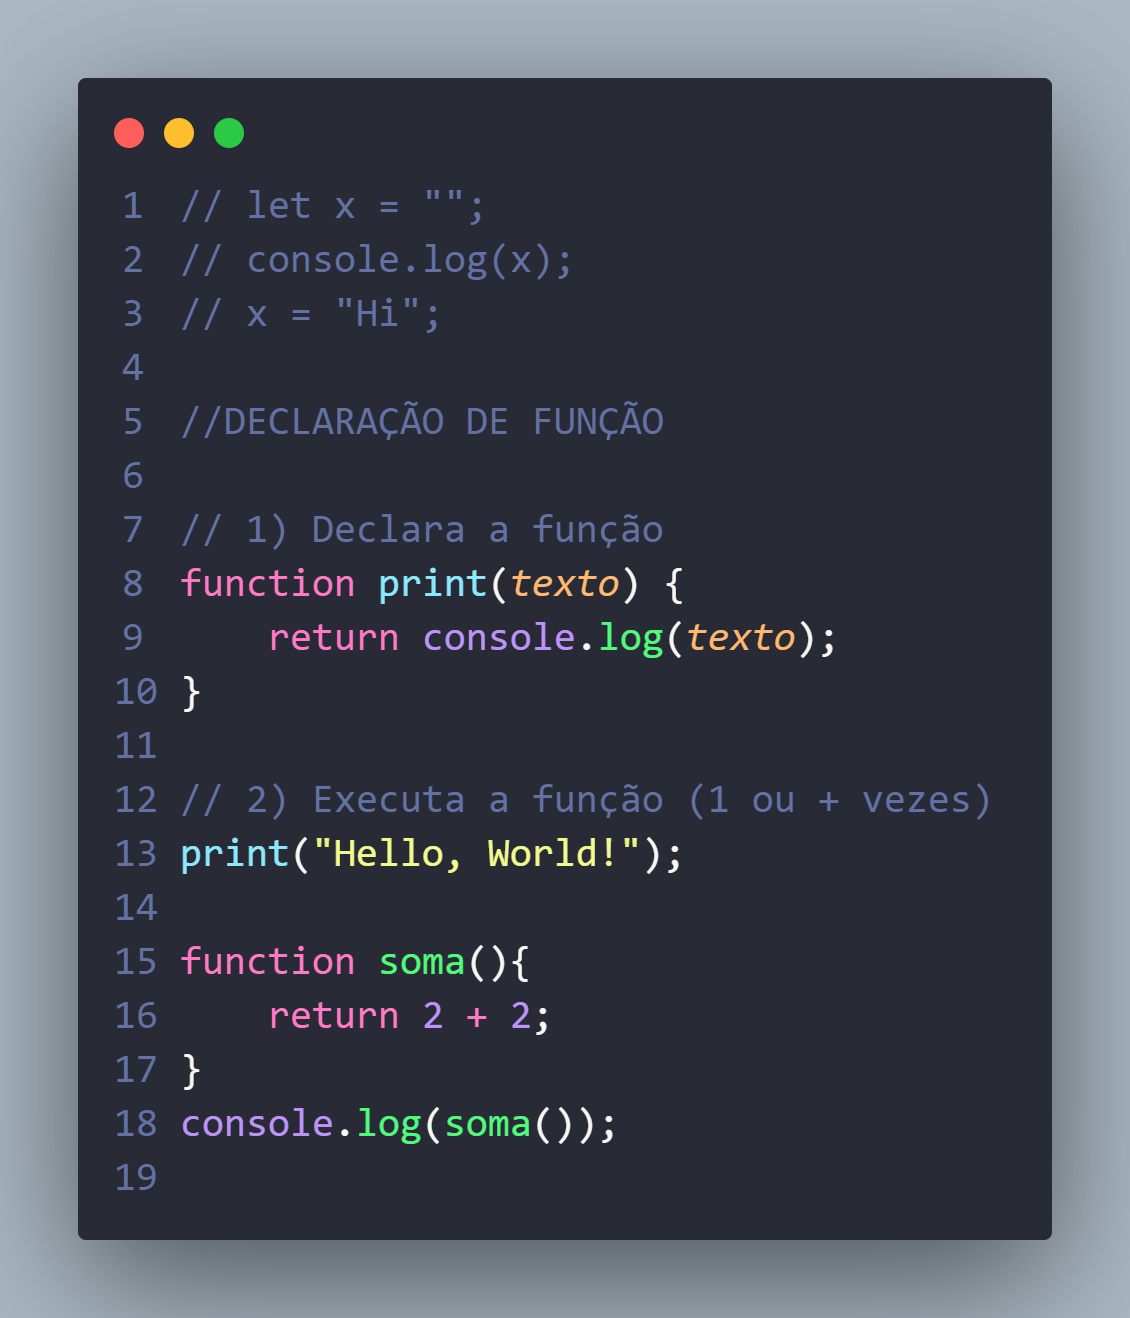 1 // let x = "";
2 // console.log(x);
3 // x = "Hi";
4
5 //DECLARAÇÃO DE FUNÇÃO
6
7 // 1) Declara a função
8 function print(texto) {
9     return console.log(texto);
10 }
11
12 // 2) Executa a função (1 ou + vezes)
13 print("Hello, World!");
14
15 function soma(){
16     return 2 + 2;
17 }
18 console.log(soma());
19